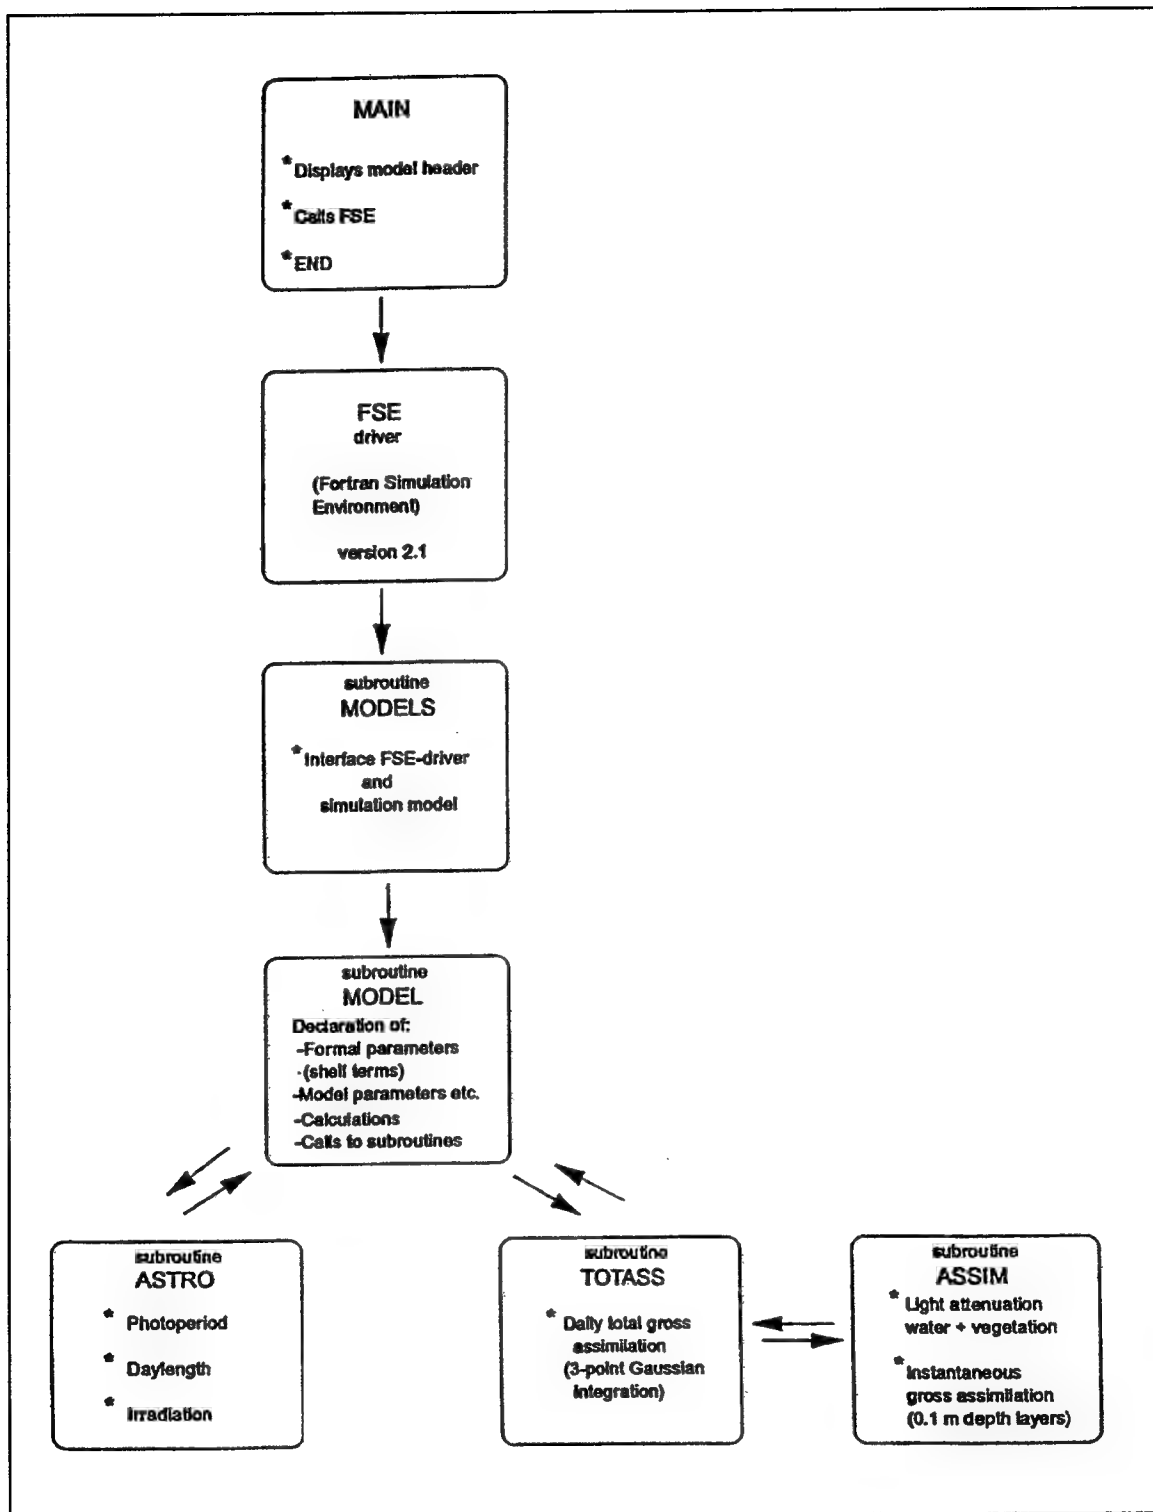 MAIN
* Displays model header
* Calls FSE
* END
FSE
driver
(Fortran Simulation
Environment)
version 2.1
subroutine
MODELS
* Interface FSE-driver
and
simulation model
subroutine
MODEL
Declaration of:
-Formal parameters
-(shelf terms)
-Model parameters etc.
-Calculations
-Calls to subroutines
subroutine
ASTRO
* Photoperiod
* Daylength
* Irradiation
subroutine
TOTASS
* Daily total gross
assimilation
(3-point Gaussian
integration)
subroutine
ASSIM
* Light attenuation
water + vegetation
* Instantaneous
gross assimilation
(0.1 m depth layers)